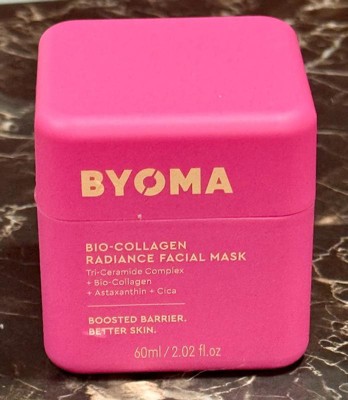 BYOMA
BIO-COLLAGEN
RADIANCE FACIAL MASK
Tri-Ceramide Complex
+ Bio-Collagen
+ Astaxanthin + Cica
BOOSTED BARRIER.
BETTER SKIN.
60ml / 2.02 fl.oz